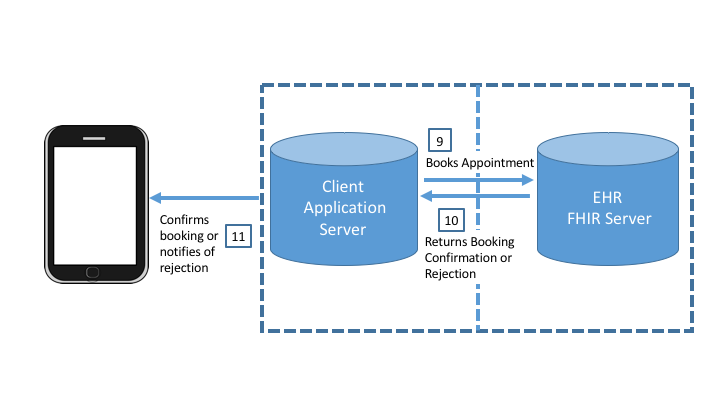 9
Books Appointment
Client
Application
Server
EHR
FHIR Server
10
Returns Booking
Confirmation or
Rejection
Confirms
booking or
notifies of
rejection
11